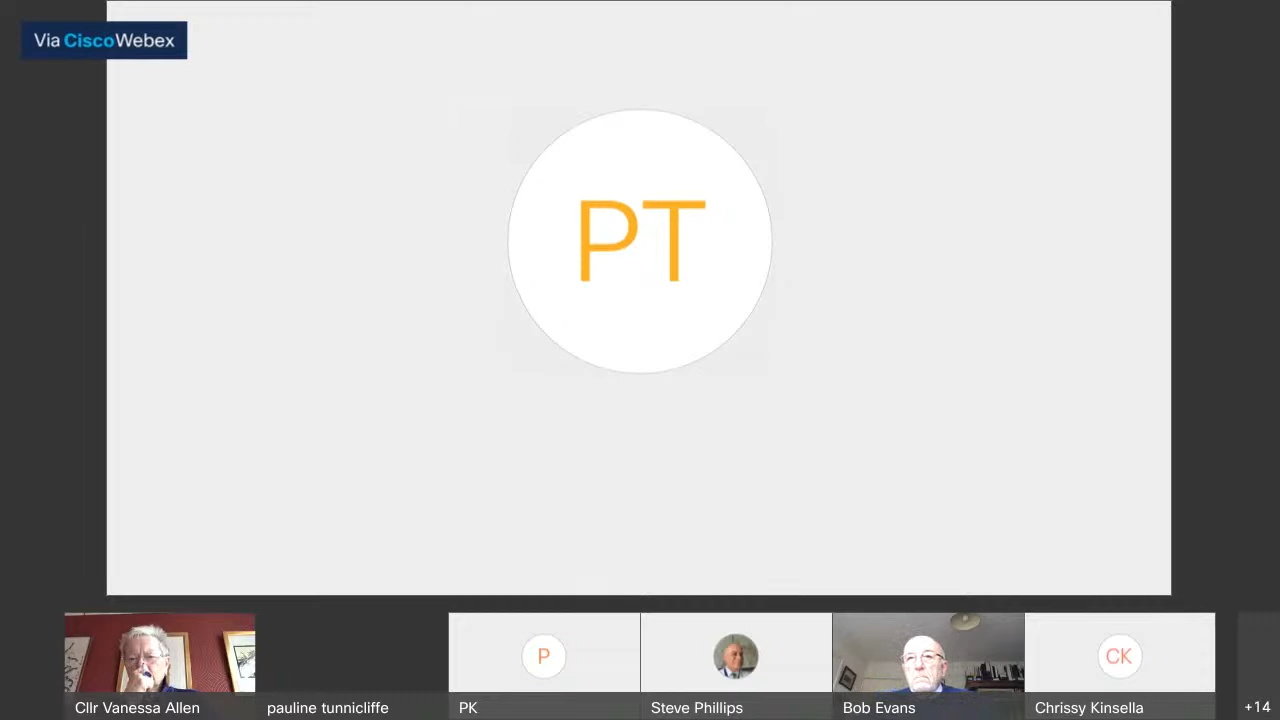 Via CiscoWebex
PT
P
CK
Cllr Vanessa Allen
pauline tunnicliffe
PK
Steve Phillips
Bob Evans
Chrissy Kinsella
+14